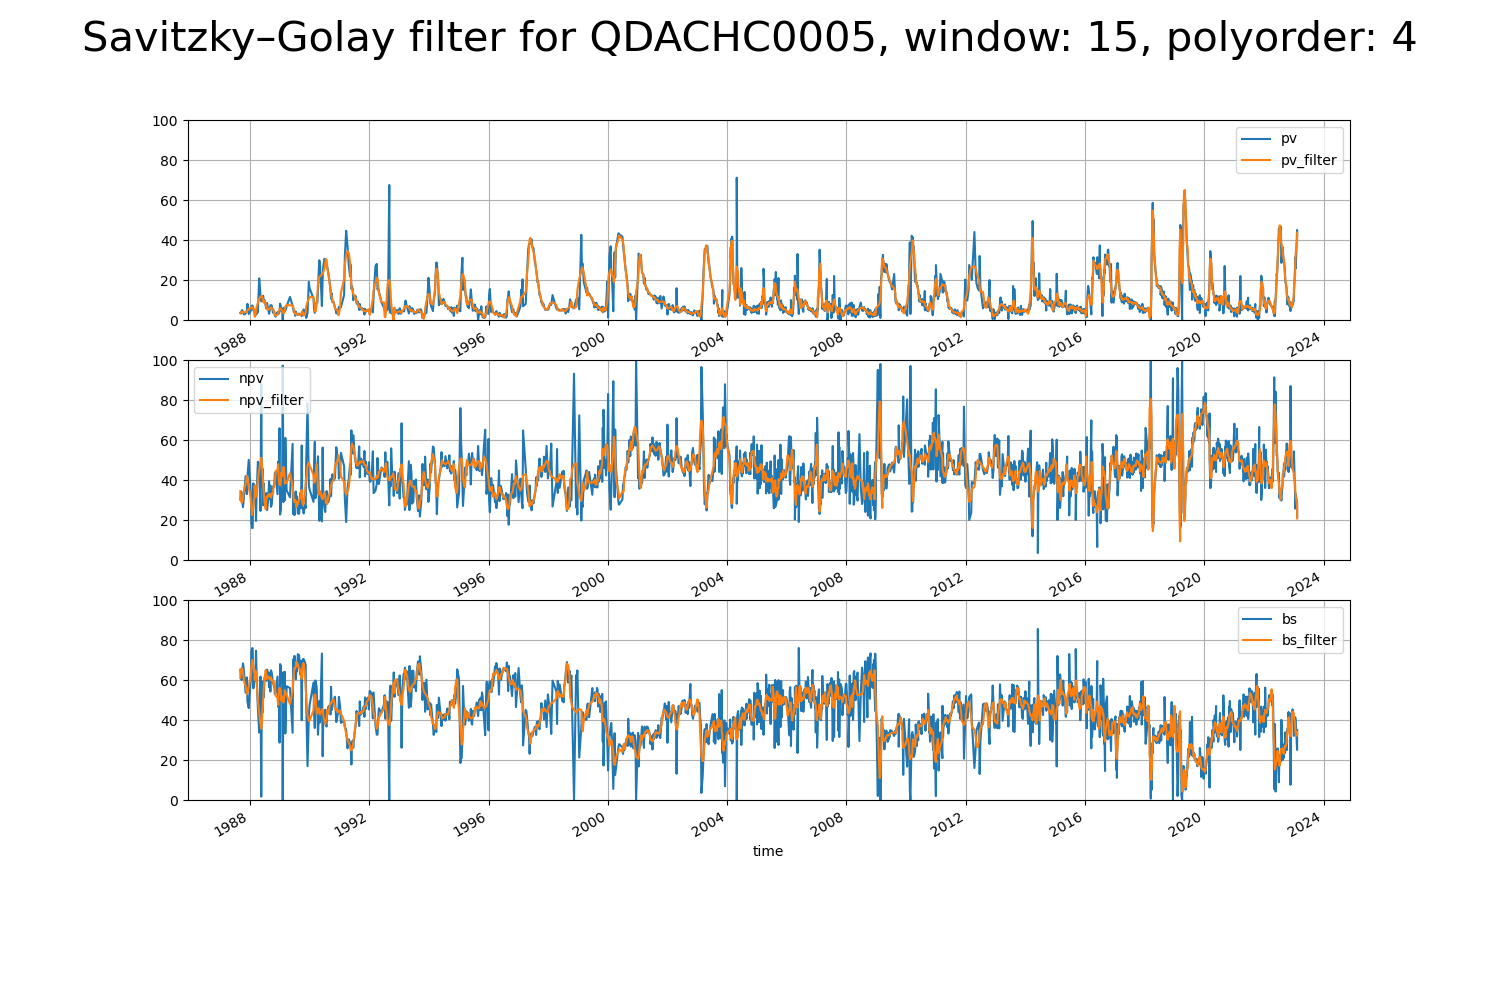 Savitzky–Golay filter for QDACHC0005, window: 15, polyorder: 4
100
80
60
40
20
0
pv
pv_filter
1988 1992 1996 2000 2004 2008 2012 2016 2020 2024
100
80
60
40
20
0
npv
npv_filter
1988 1992 1996 2000 2004 2008 2012 2016 2020 2024
100
80
60
40
20
0
bs
bs_filter
1988 1992 1996 2000 2004 2008 2012 2016 2020 2024
time